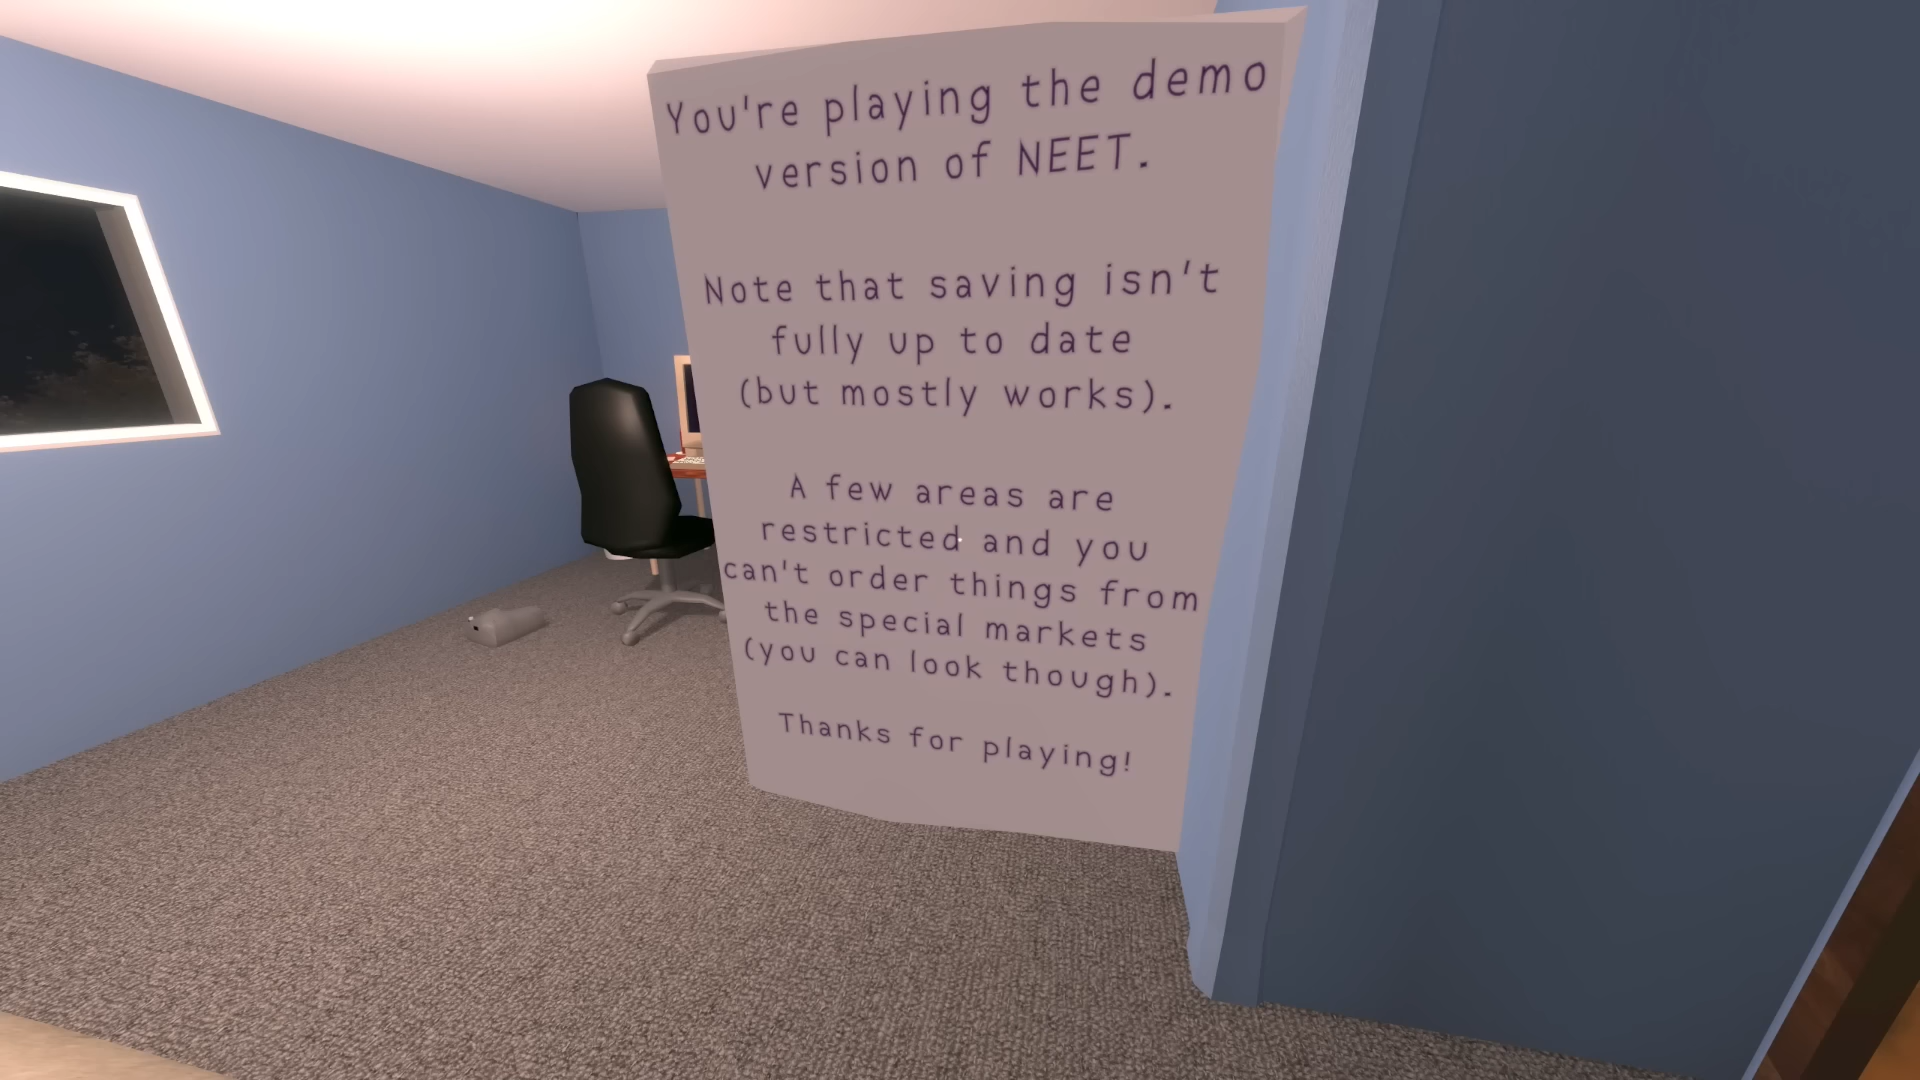 You're playing the demo
version of NEET.
Note that saving isn't
fully up to date
(but mostly works).
A few areas are
restricted and you
can't order things from
the special markets
(you can look though).
Thanks for playing!